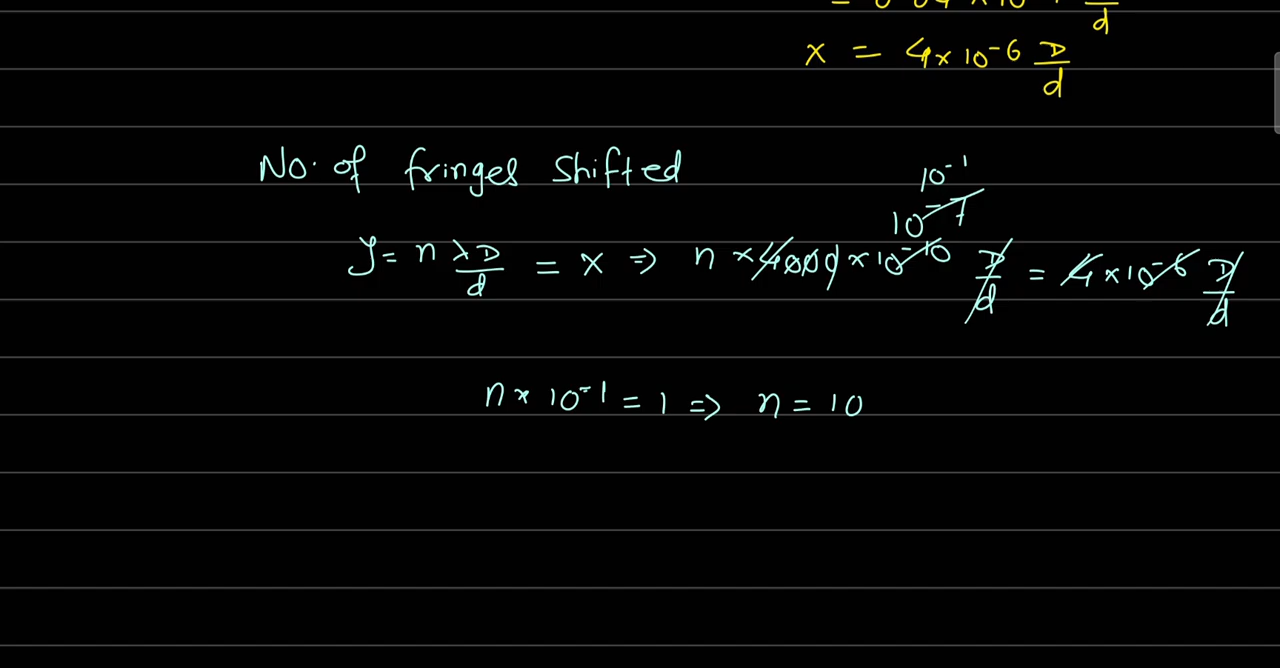 x = 4 × 10⁻⁶ D/d
No. of fringes shifted
10⁻¹
10⁻⁷
y = n λD/d = x ⇒ n × 4000 × 10⁻¹⁰ D/d = 4 × 10⁻⁶ D/d
n × 10⁻¹ = 1 ⇒ n = 10